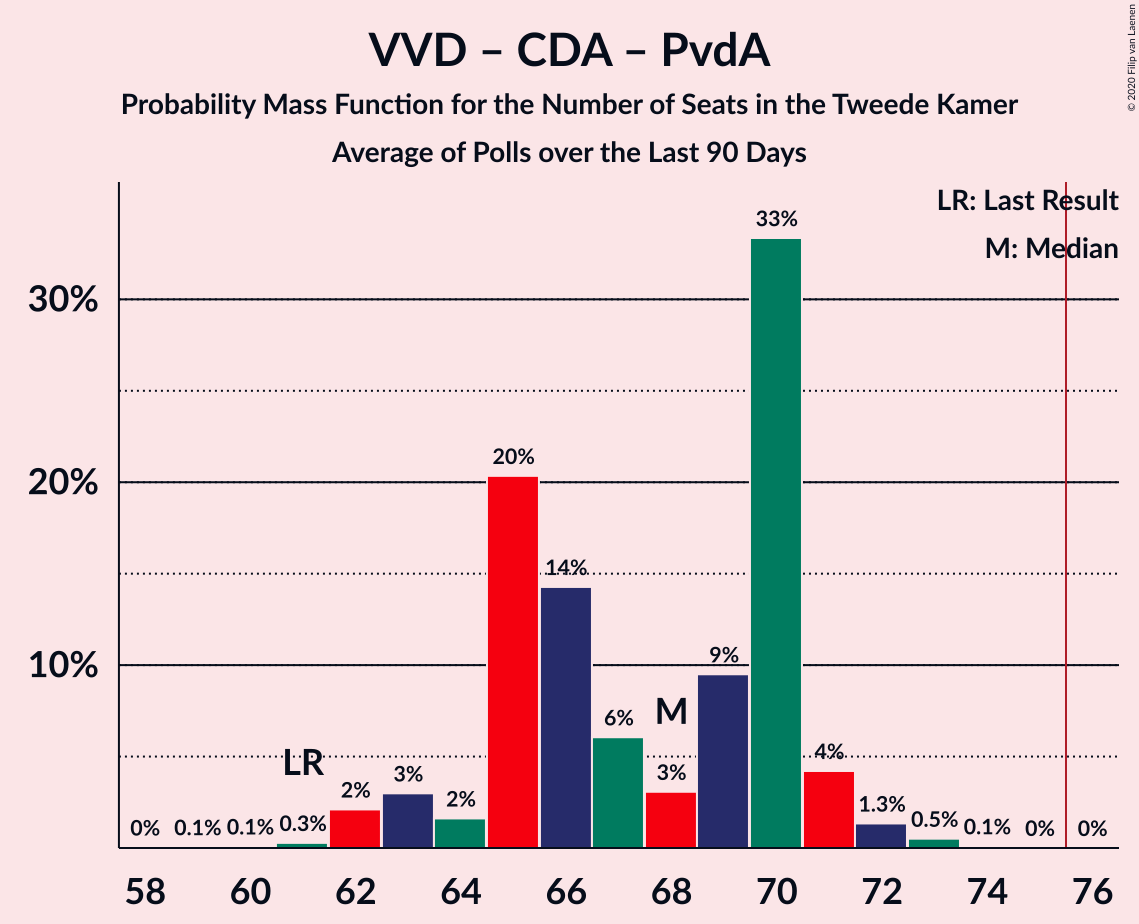 VVD – CDA – PvdA
Probability Mass Function for the Number of Seats in the Tweede Kamer
Average of Polls over the Last 90 Days
© 2020 Filip van Laenen
LR: Last Result
M: Median
30%
20%
10%
0%
0.1%
0.1%
0.3%
LR
2%
3%
2%
20%
14%
6%
M
3%
9%
33%
4%
1.3%
0.5%
0.1%
0%
0%
58 60 62 64 66 68 70 72 74 76